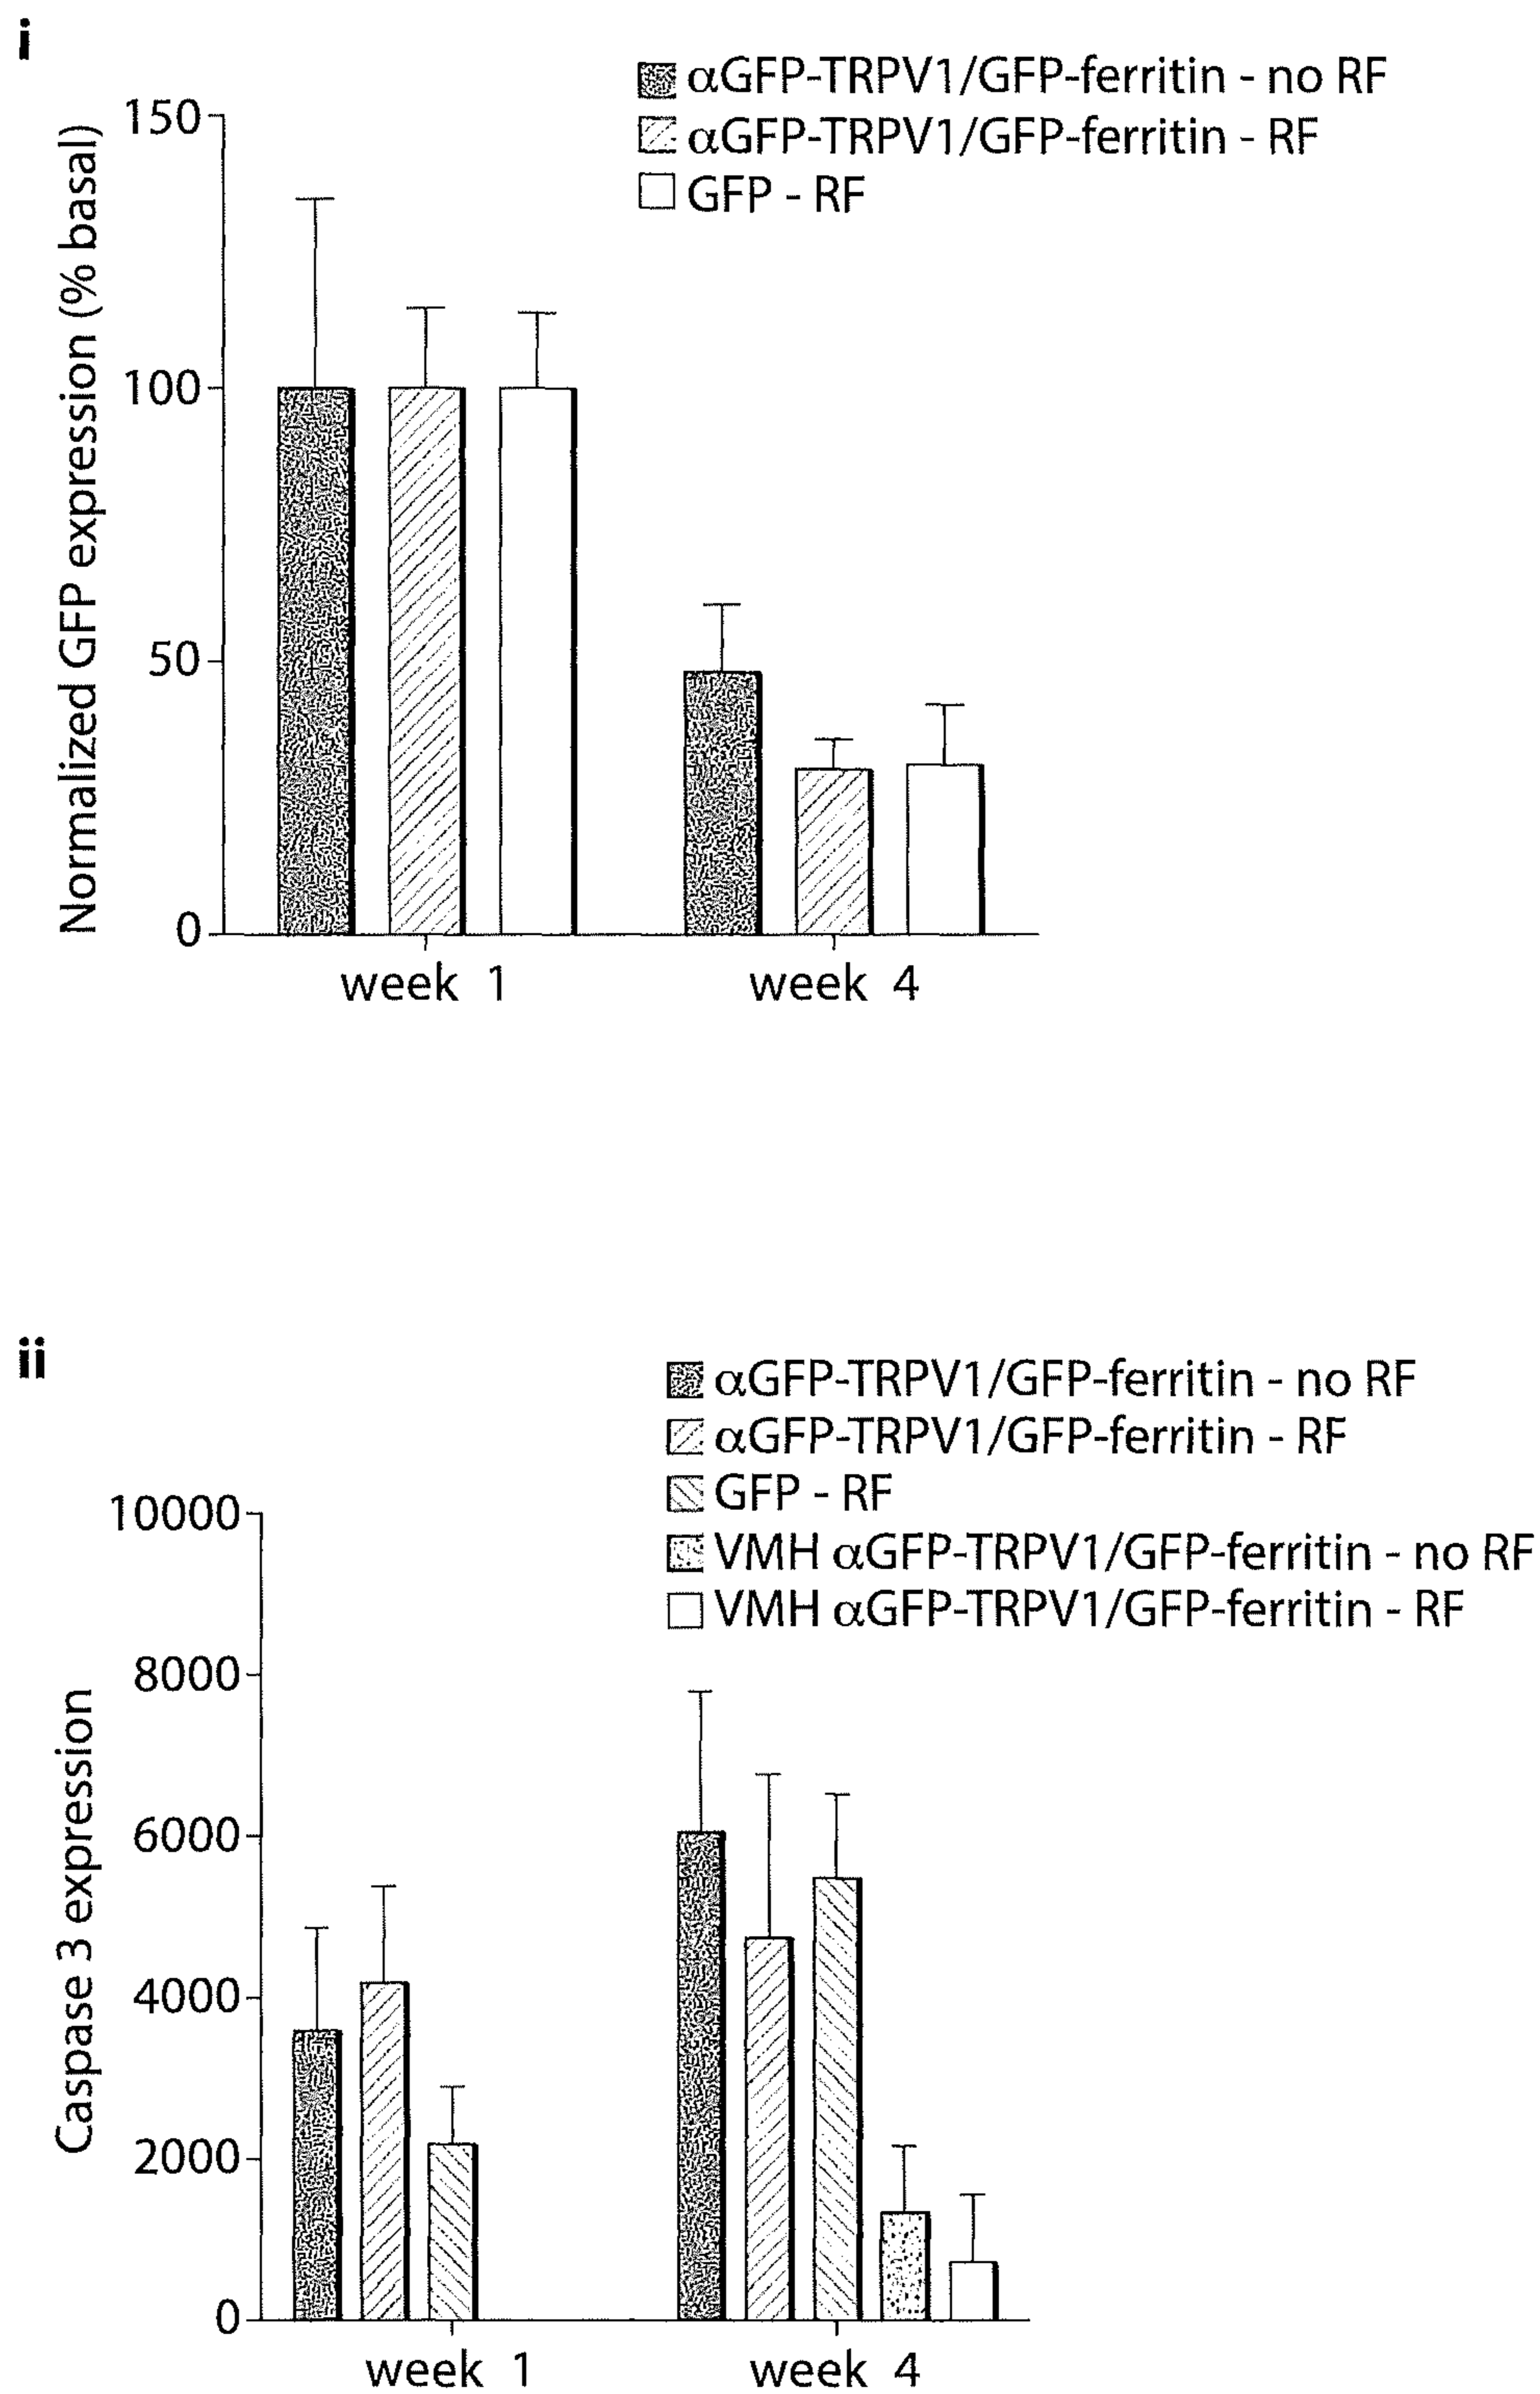 i
αGFP-TRPV1/GFP-ferritin - no RF
αGFP-TRPV1/GFP-ferritin - RF
GFP - RF
Normalized GFP expression (% basal)
150
100
50
0
week 1
week 4
ii
αGFP-TRPV1/GFP-ferritin - no RF
αGFP-TRPV1/GFP-ferritin - RF
GFP - RF
VMH αGFP-TRPV1/GFP-ferritin - no RF
VMH αGFP-TRPV1/GFP-ferritin - RF
Caspase 3 expression
10000
8000
6000
4000
2000
0
week 1
week 4